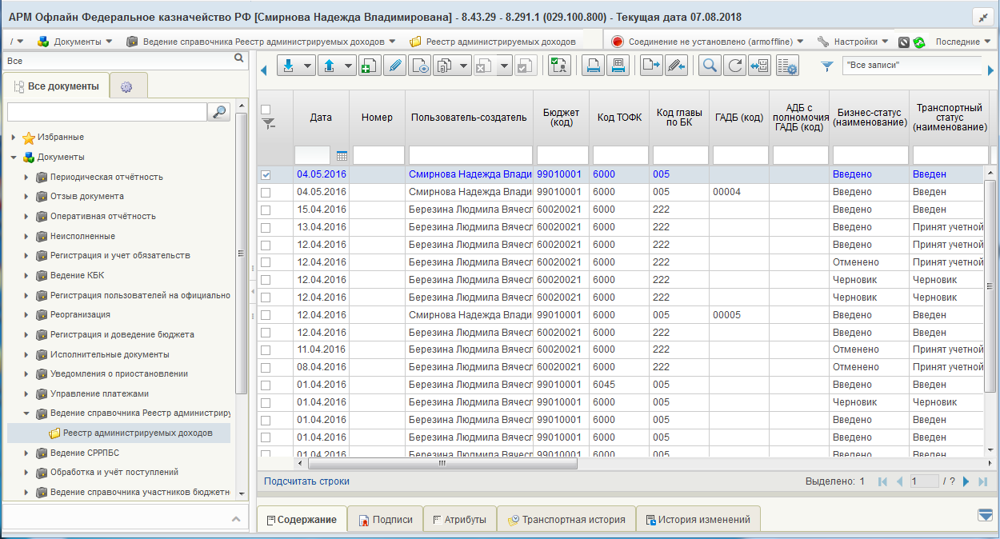 АРМ Офлайн Федеральное казначейство РФ [Смирнова Надежда Владимировна] - 8.43.29 - 8.291.1 (029.100.800) - Текущая дата 07.08.2018
/ Документы Ведение справочника Реестр администрируемых доходов Реестр администрируемых доходов Соединение не установлено (armoffline) Настройки Последние
Все
"Все записи"
Все документы
Избранные
Документы
Периодическая отчётность
Отзыв документа
Оперативная отчётность
Неисполненные
Регистрация и учет обязательств
Ведение КБК
Регистрация пользователей на официально
Реорганизация
Регистрация и доведение бюджета
Исполнительные документы
Уведомления о приостановлении
Управление платежами
Ведение справочника Реестр администриру
Реестр администрируемых доходов
Ведение СРРПБС
Обработка и учёт поступлений
Ведение справочника участников бюджетн
Дата Номер Пользователь-создатель Бюджет (код) Код ТОФК Код главы по БК ГАДБ (код) АДБ с полномочия ГАДБ (код) Бизнес-статус (наименование) Транспортный статус (наименование)
04.05.2016 Смирнова Надежда Влади 99010001 6000 005 Введено Введен
04.05.2016 Смирнова Надежда Влади 99010001 6000 005 00004 Введено Введен
15.04.2016 Березина Людмила Вячесл 60020021 6000 222 Введено Введен
13.04.2016 Березина Людмила Вячесл 60020021 6000 222 Введено Принят учетной
12.04.2016 Березина Людмила Вячесл 60020021 6000 222 Введено Принят учетной
12.04.2016 Березина Людмила Вячесл 60020021 6000 222 Отменено Принят учетной
12.04.2016 Березина Людмила Вячесл 60020021 6000 222 Черновик Черновик
12.04.2016 Березина Людмила Вячесл 60020021 6000 222 Черновик Черновик
12.04.2016 Смирнова Надежда Влади 99010001 6000 005 00005 Введено Введен
12.04.2016 Березина Людмила Вячесл 60020021 6000 222 Введено Введен
11.04.2016 Березина Людмила Вячесл 60020021 6000 222 Отменено Принят учетной
08.04.2016 Березина Людмила Вячесл 60020021 6000 222 Отменено Принят учетной
01.04.2016 Березина Людмила Вячесл 99010001 6045 005 Введено Введен
01.04.2016 Березина Людмила Вячесл 99010001 6000 005 Черновик Черновик
01.04.2016 Березина Людмила Вячесл 99010001 6000 005 Введено Введен
01.04.2016 Березина Людмила Вячесл 99010001 6000 005 Введено Введен
01.04.2016 Березина Людмила Вячесл 99010001 6000 005 Введено Введен
Подсчитать строки Выделено: 1 1 / ?
Содержание Подписи Атрибуты Транспортная история История изменений